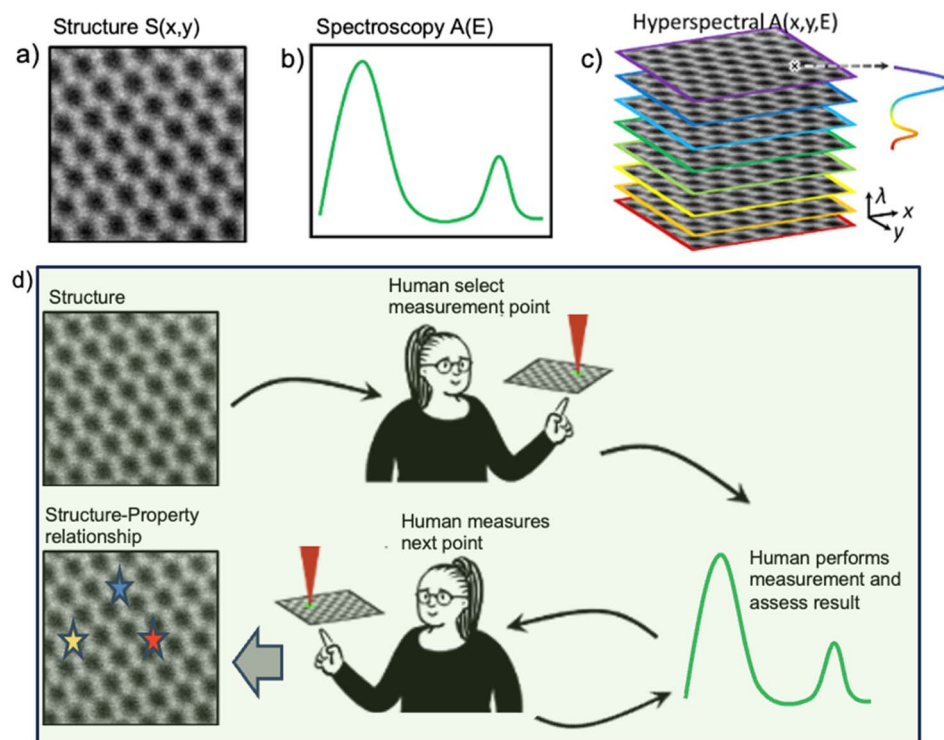 Structure S(x,y)
a)
Spectroscopy A(E)
b)
Hyperspectral A(x,y,E)
c)
λ
x
y
d)
Structure
Human select
measurement point
Structure-Property
relationship
Human measures
next point
Human performs
measurement and
assess result